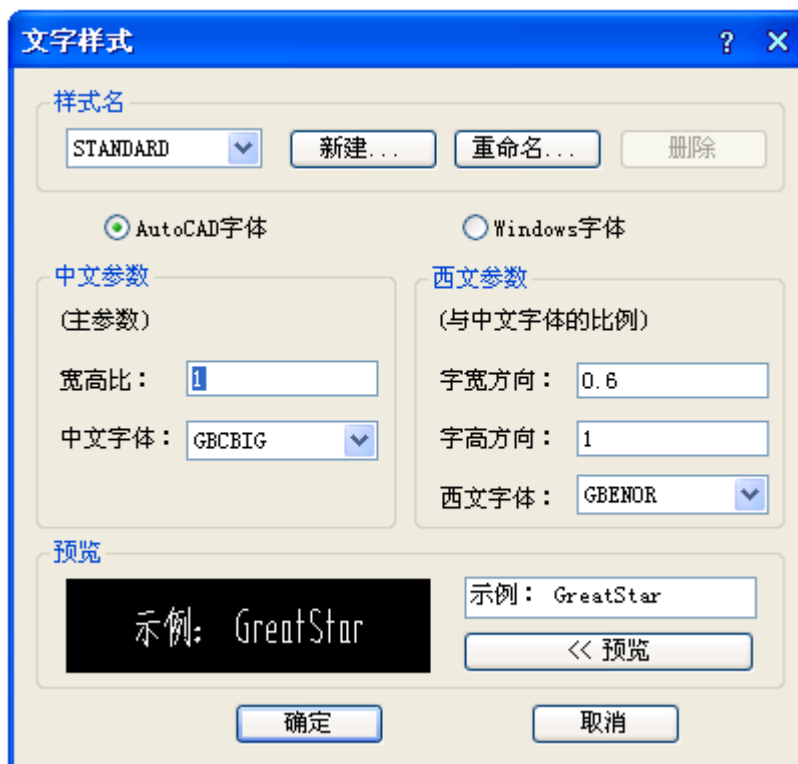 文字样式
样式名
STANDARD 新建... 重命名... 删除
AutoCAD字体 Windows字体
中文参数 西文参数
(主参数) (与中文字体的比例)
宽高比： 1 字宽方向： 0.6
中文字体： GBCBIG 字高方向： 1
西文字体： GBENOR
预览
示例： GreatStar 示例： GreatStar
<< 预览
确定 取消